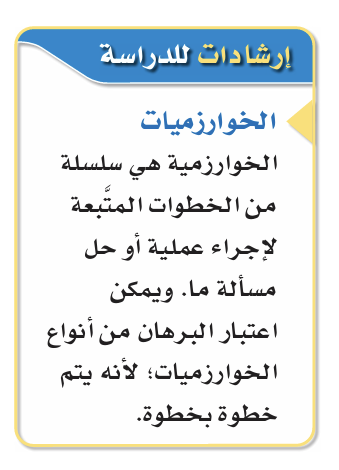 إرشادات للدراسة
الخوارزميات
الخوارزمية هي سلسلة
من الخطوات المتَّبعة
لإجراء عملية أو حل
مسألة ما. ويمكن
اعتبار البرهان من أنواع
الخوارزميات؛ لأنه يتم
خطوة بخطوة.